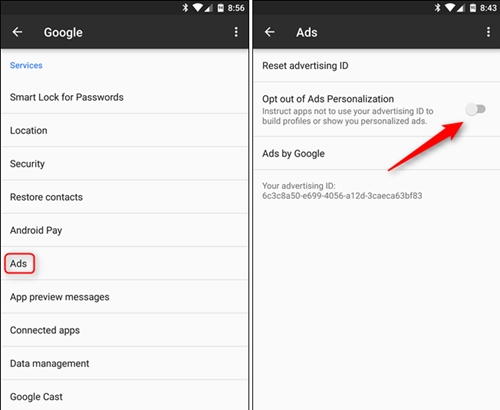 8:56
Google
Services
Smart Lock for Passwords
Location
Security
Restore contacts
Android Pay
Ads
App preview messages
Connected apps
Data management
Google Cast
8:43
Ads
Reset advertising ID
Opt out of Ads Personalization
Instruct apps not to use your advertising ID to
build profiles or show you personalized ads.
Ads by Google
Your advertising ID:
6c3c8a50-e699-4056-a12d-3caeca63bf83